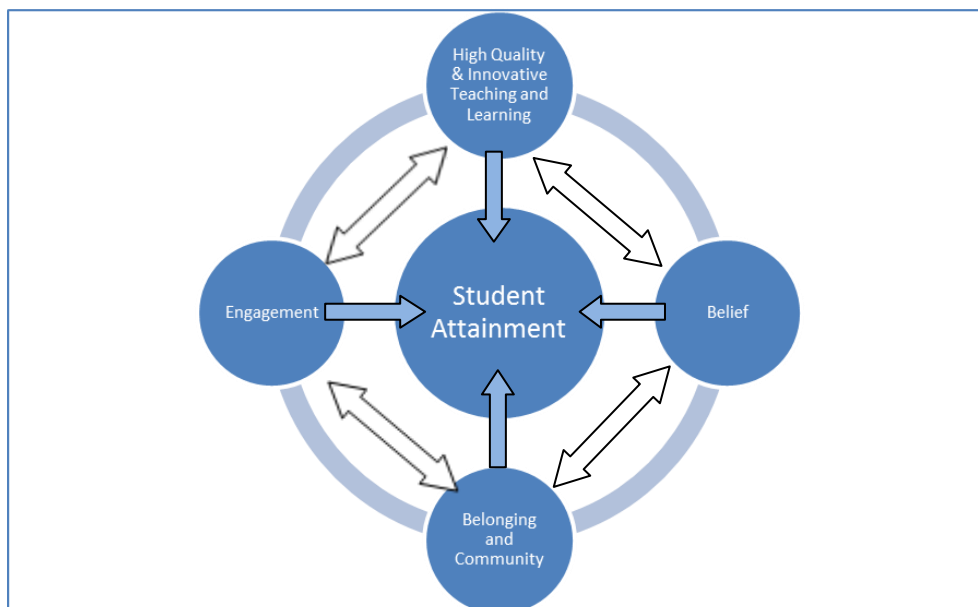 High Quality
& Innovative
Teaching and
Learning
Engagement
Student
Attainment
Belief
Belonging
and
Community